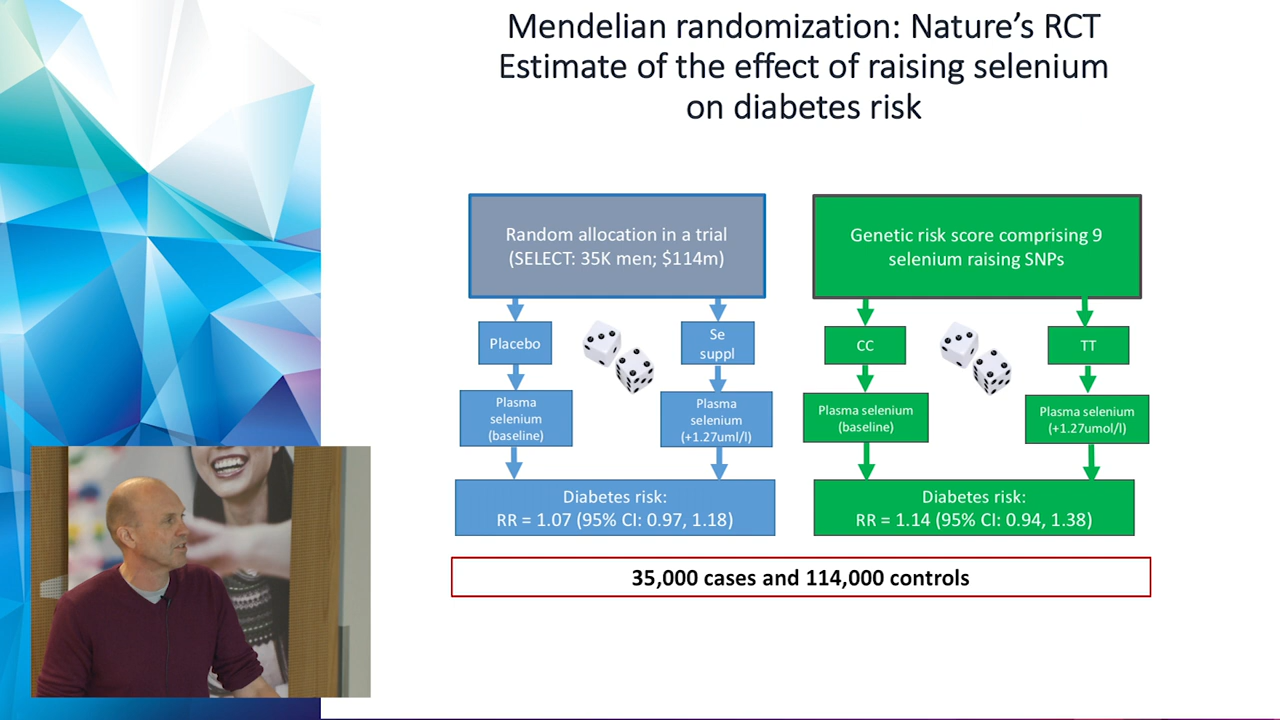 Mendelian randomization: Nature’s RCT
Estimate of the effect of raising selenium
on diabetes risk
Random allocation in a trial
(SELECT: 35K men; $114m)
Placebo
Se
suppl
Plasma
selenium
(baseline)
Plasma
selenium
(+1.27uml/l)
Diabetes risk:
RR = 1.07 (95% CI: 0.97, 1.18)
Genetic risk score comprising 9
selenium raising SNPs
CC
TT
Plasma selenium
(baseline)
Plasma selenium
(+1.27umol/l)
Diabetes risk:
RR = 1.14 (95% CI: 0.94, 1.38)
35,000 cases and 114,000 controls